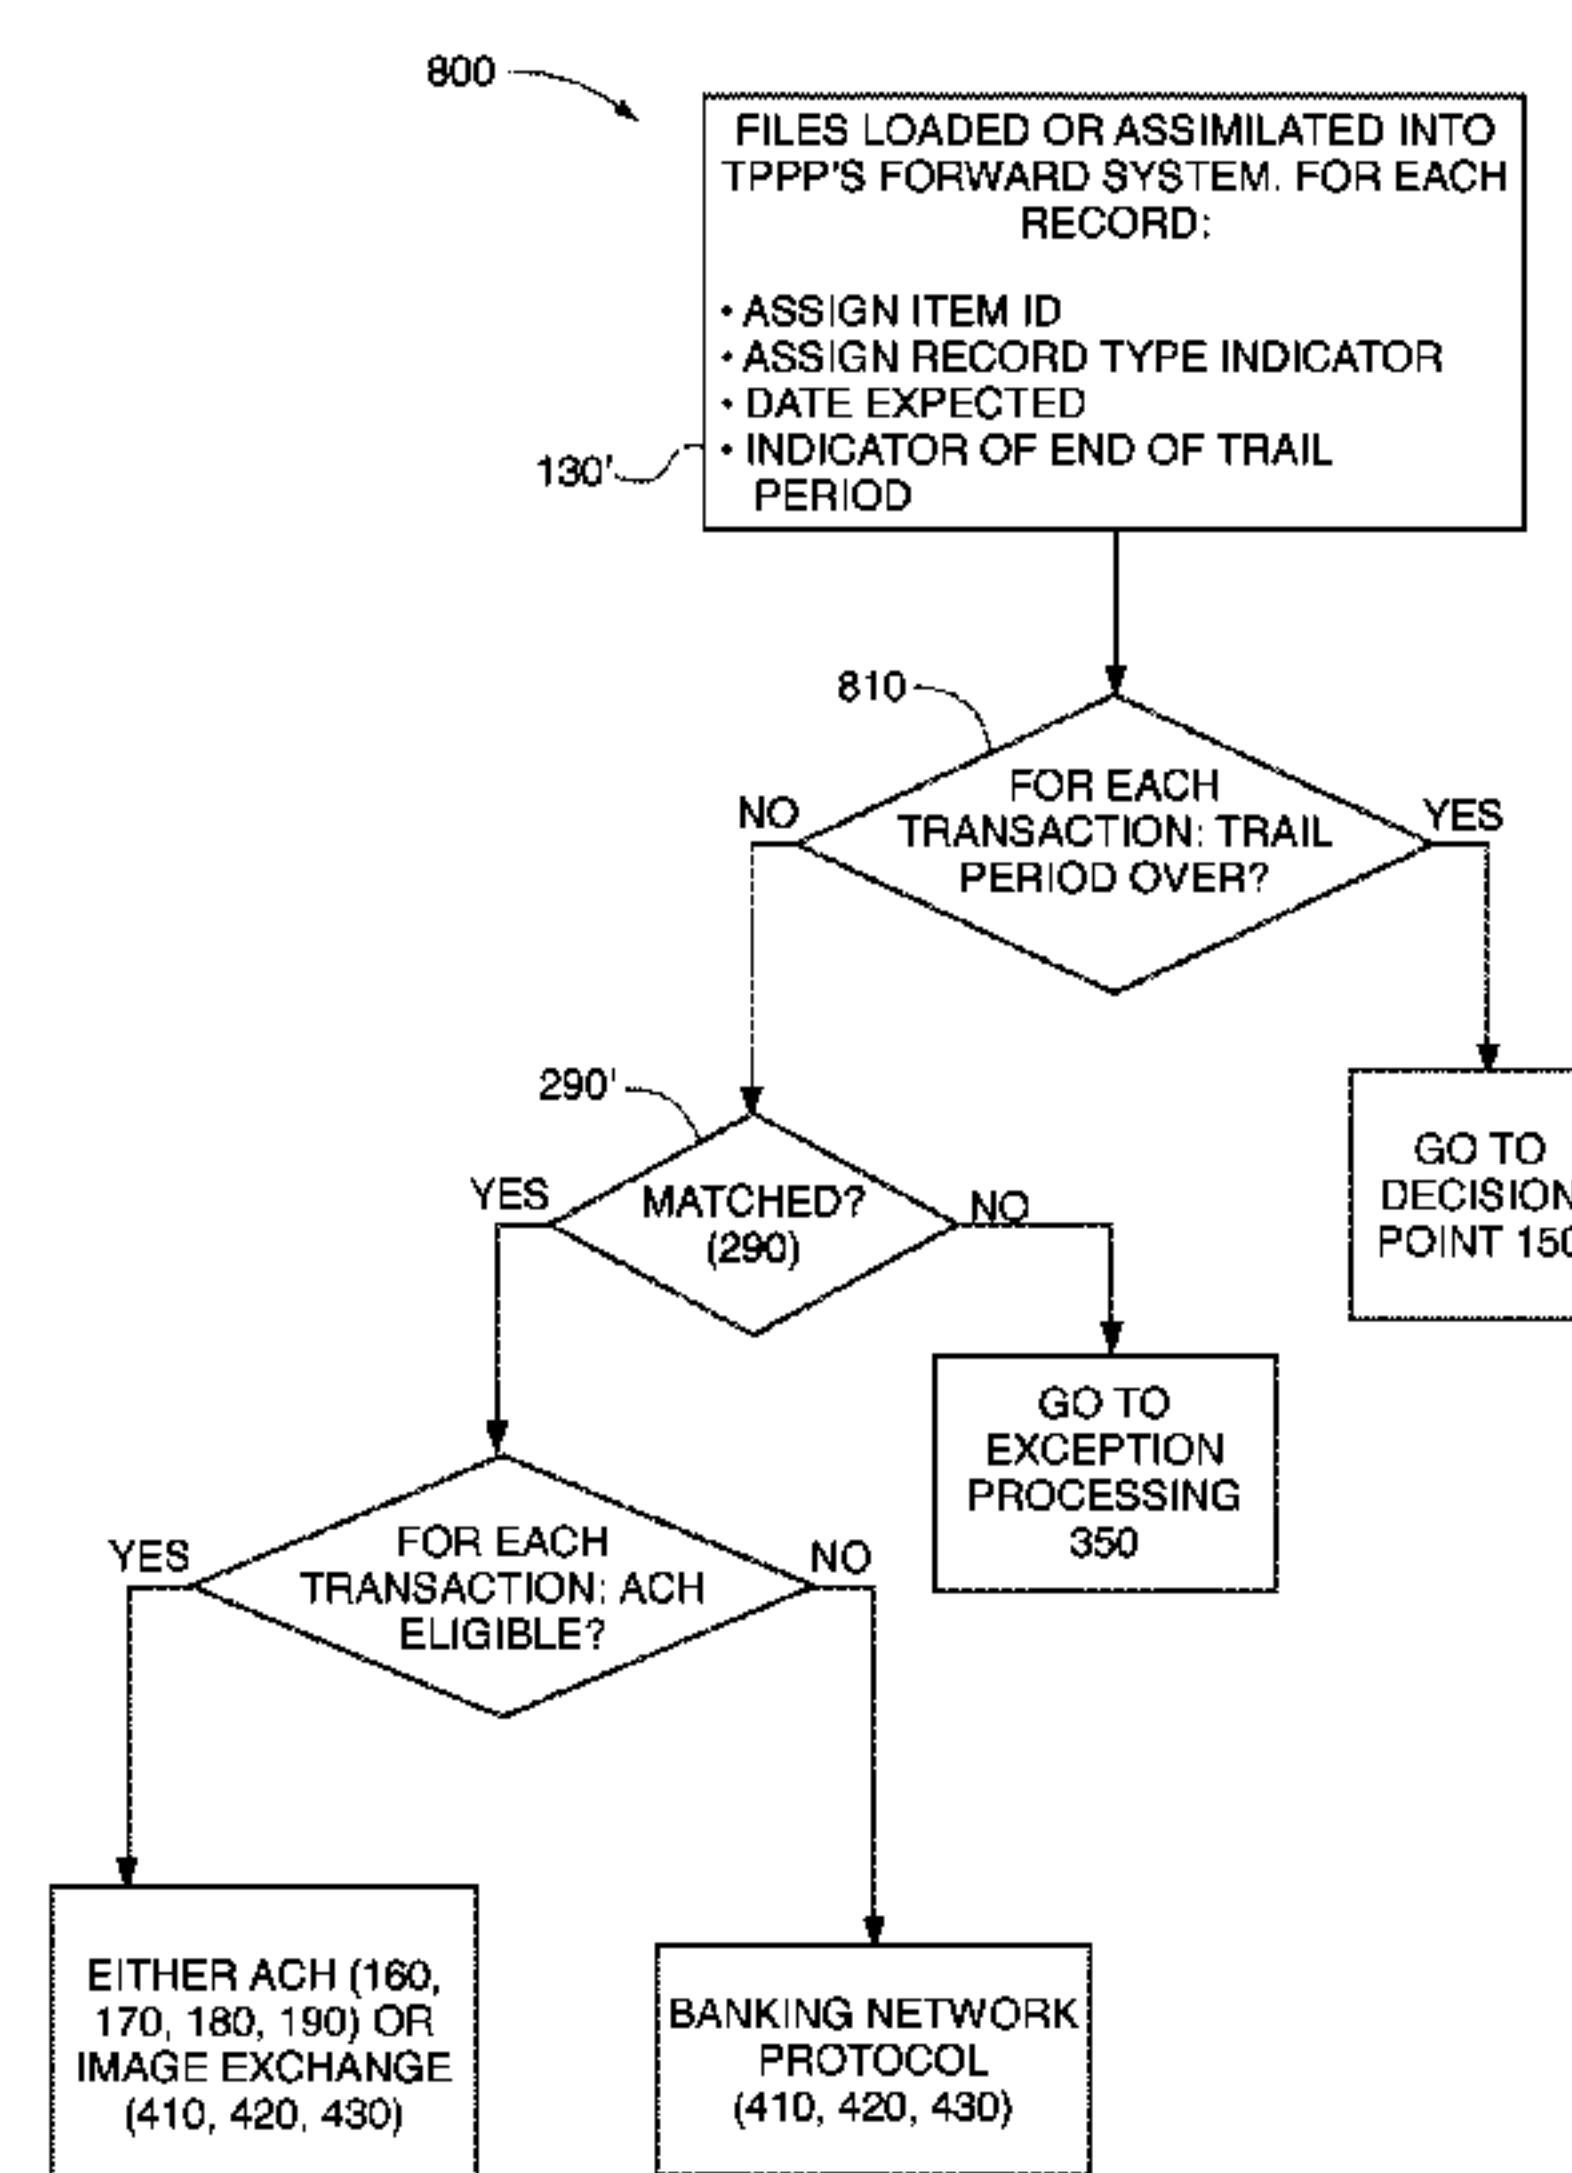 800
FILES LOADED OR ASSIMILATED INTO
TPPP'S FORWARD SYSTEM. FOR EACH
RECORD:
• ASSIGN ITEM ID
• ASSIGN RECORD TYPE INDICATOR
• DATE EXPECTED
• INDICATOR OF END OF TRAIL
PERIOD
130'
810
FOR EACH
TRANSACTION: TRAIL
PERIOD OVER?
NO
YES
290'
MATCHED?
(290)
YES
NO
GO TO
DECISION
POINT 150
GO TO
EXCEPTION
PROCESSING
350
FOR EACH
TRANSACTION: ACH
ELIGIBLE?
YES
NO
EITHER ACH (160,
170, 180, 190) OR
IMAGE EXCHANGE
(410, 420, 430)
BANKING NETWORK
PROTOCOL
(410, 420, 430)